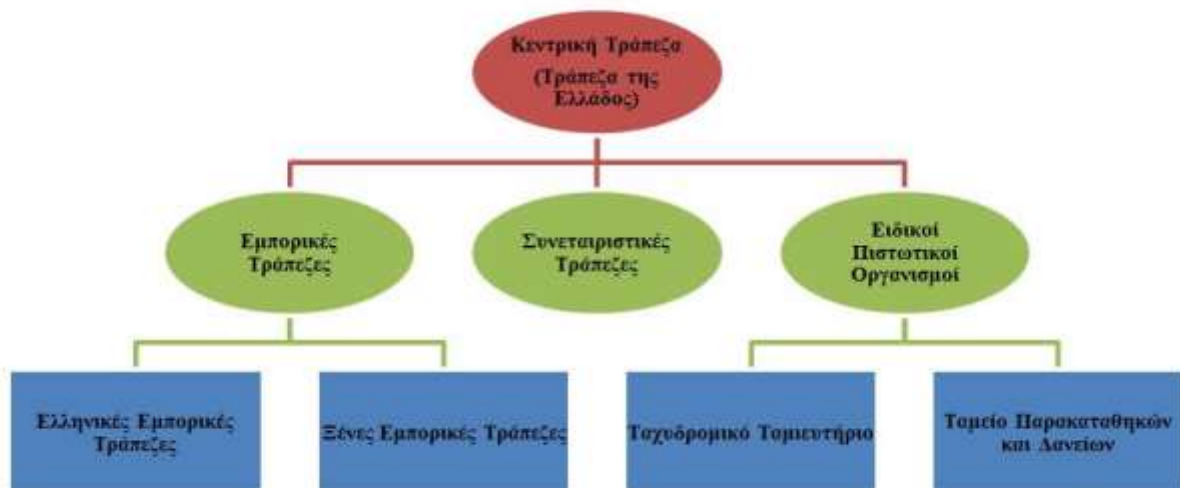 Κεντρική Τράπεζα
(Τράπεζα της
Ελλάδος)
Εμπορικές
Τράπεζες
Συνεταιριστικές
Τράπεζες
Ειδικοί
Πιστωτικοί
Οργανισμοί
Ελληνικές Εμπορικές
Τράπεζες
Ξένες Εμπορικές Τράπεζες
Ταχυδρομικό Ταμιευτήριο
Ταμείο Παρακαταθηκών
και Δανείων